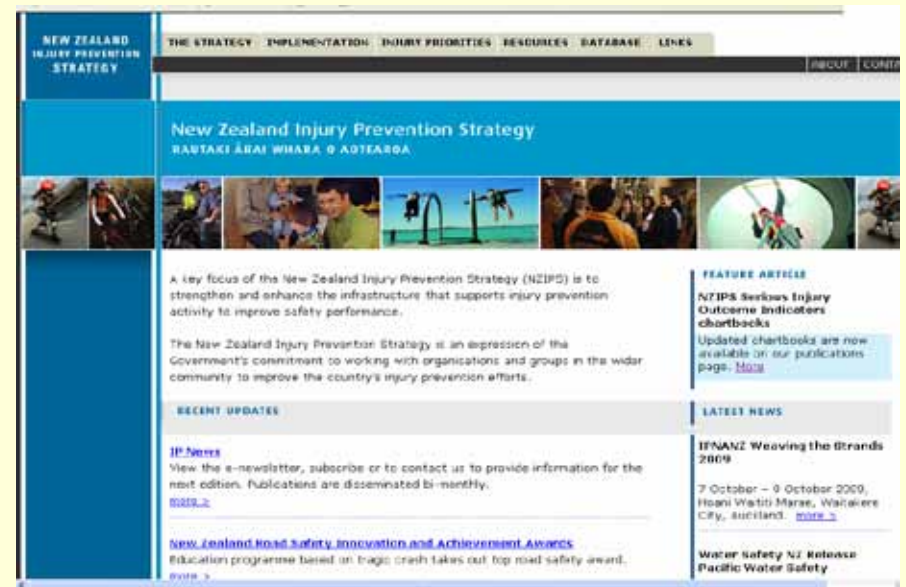 NEW ZEALAND
INJURY PREVENTION
STRATEGY
THE STRATEGY IMPLEMENTATION INJURY PRIORITIES RESOURCES DATABASE LINKS
ABOUT CONTA
New Zealand Injury Prevention Strategy
RAUTAKI ĀRAI WHARA O AOTEAROA
A key focus of the New Zealand Injury Prevention Strategy (NZIPS) is to
strengthen and enhance the infrastructure that supports injury prevention
activity to improve safety performance.
The New Zealand Injury Prevention Strategy is an expression of the
Government's commitment to working with organisations and groups in the wider
community to improve the country's injury prevention efforts.
RECENT UPDATES
IP News
View the e-newsletter, subscribe or to contact us to provide information for the
next edition. Publications are disseminated bi-monthly.
more >
New Zealand Road Safety Innovation and Achievement Awards
Education programme based on tragic crash takes out top road safety award.
more >
FEATURE ARTICLE
NZIPS Serious Injury
Outcome Indicators
chartbooks
Updated chartbooks are now
available on our publications
page. More
LATEST NEWS
IPNANZ Weaving the Strands
2009
7 October – 9 October 2009,
Hoani Waititi Marae, Waitakere
City, Auckland. more >
Water Safety NZ Release
Pacific Water Safety